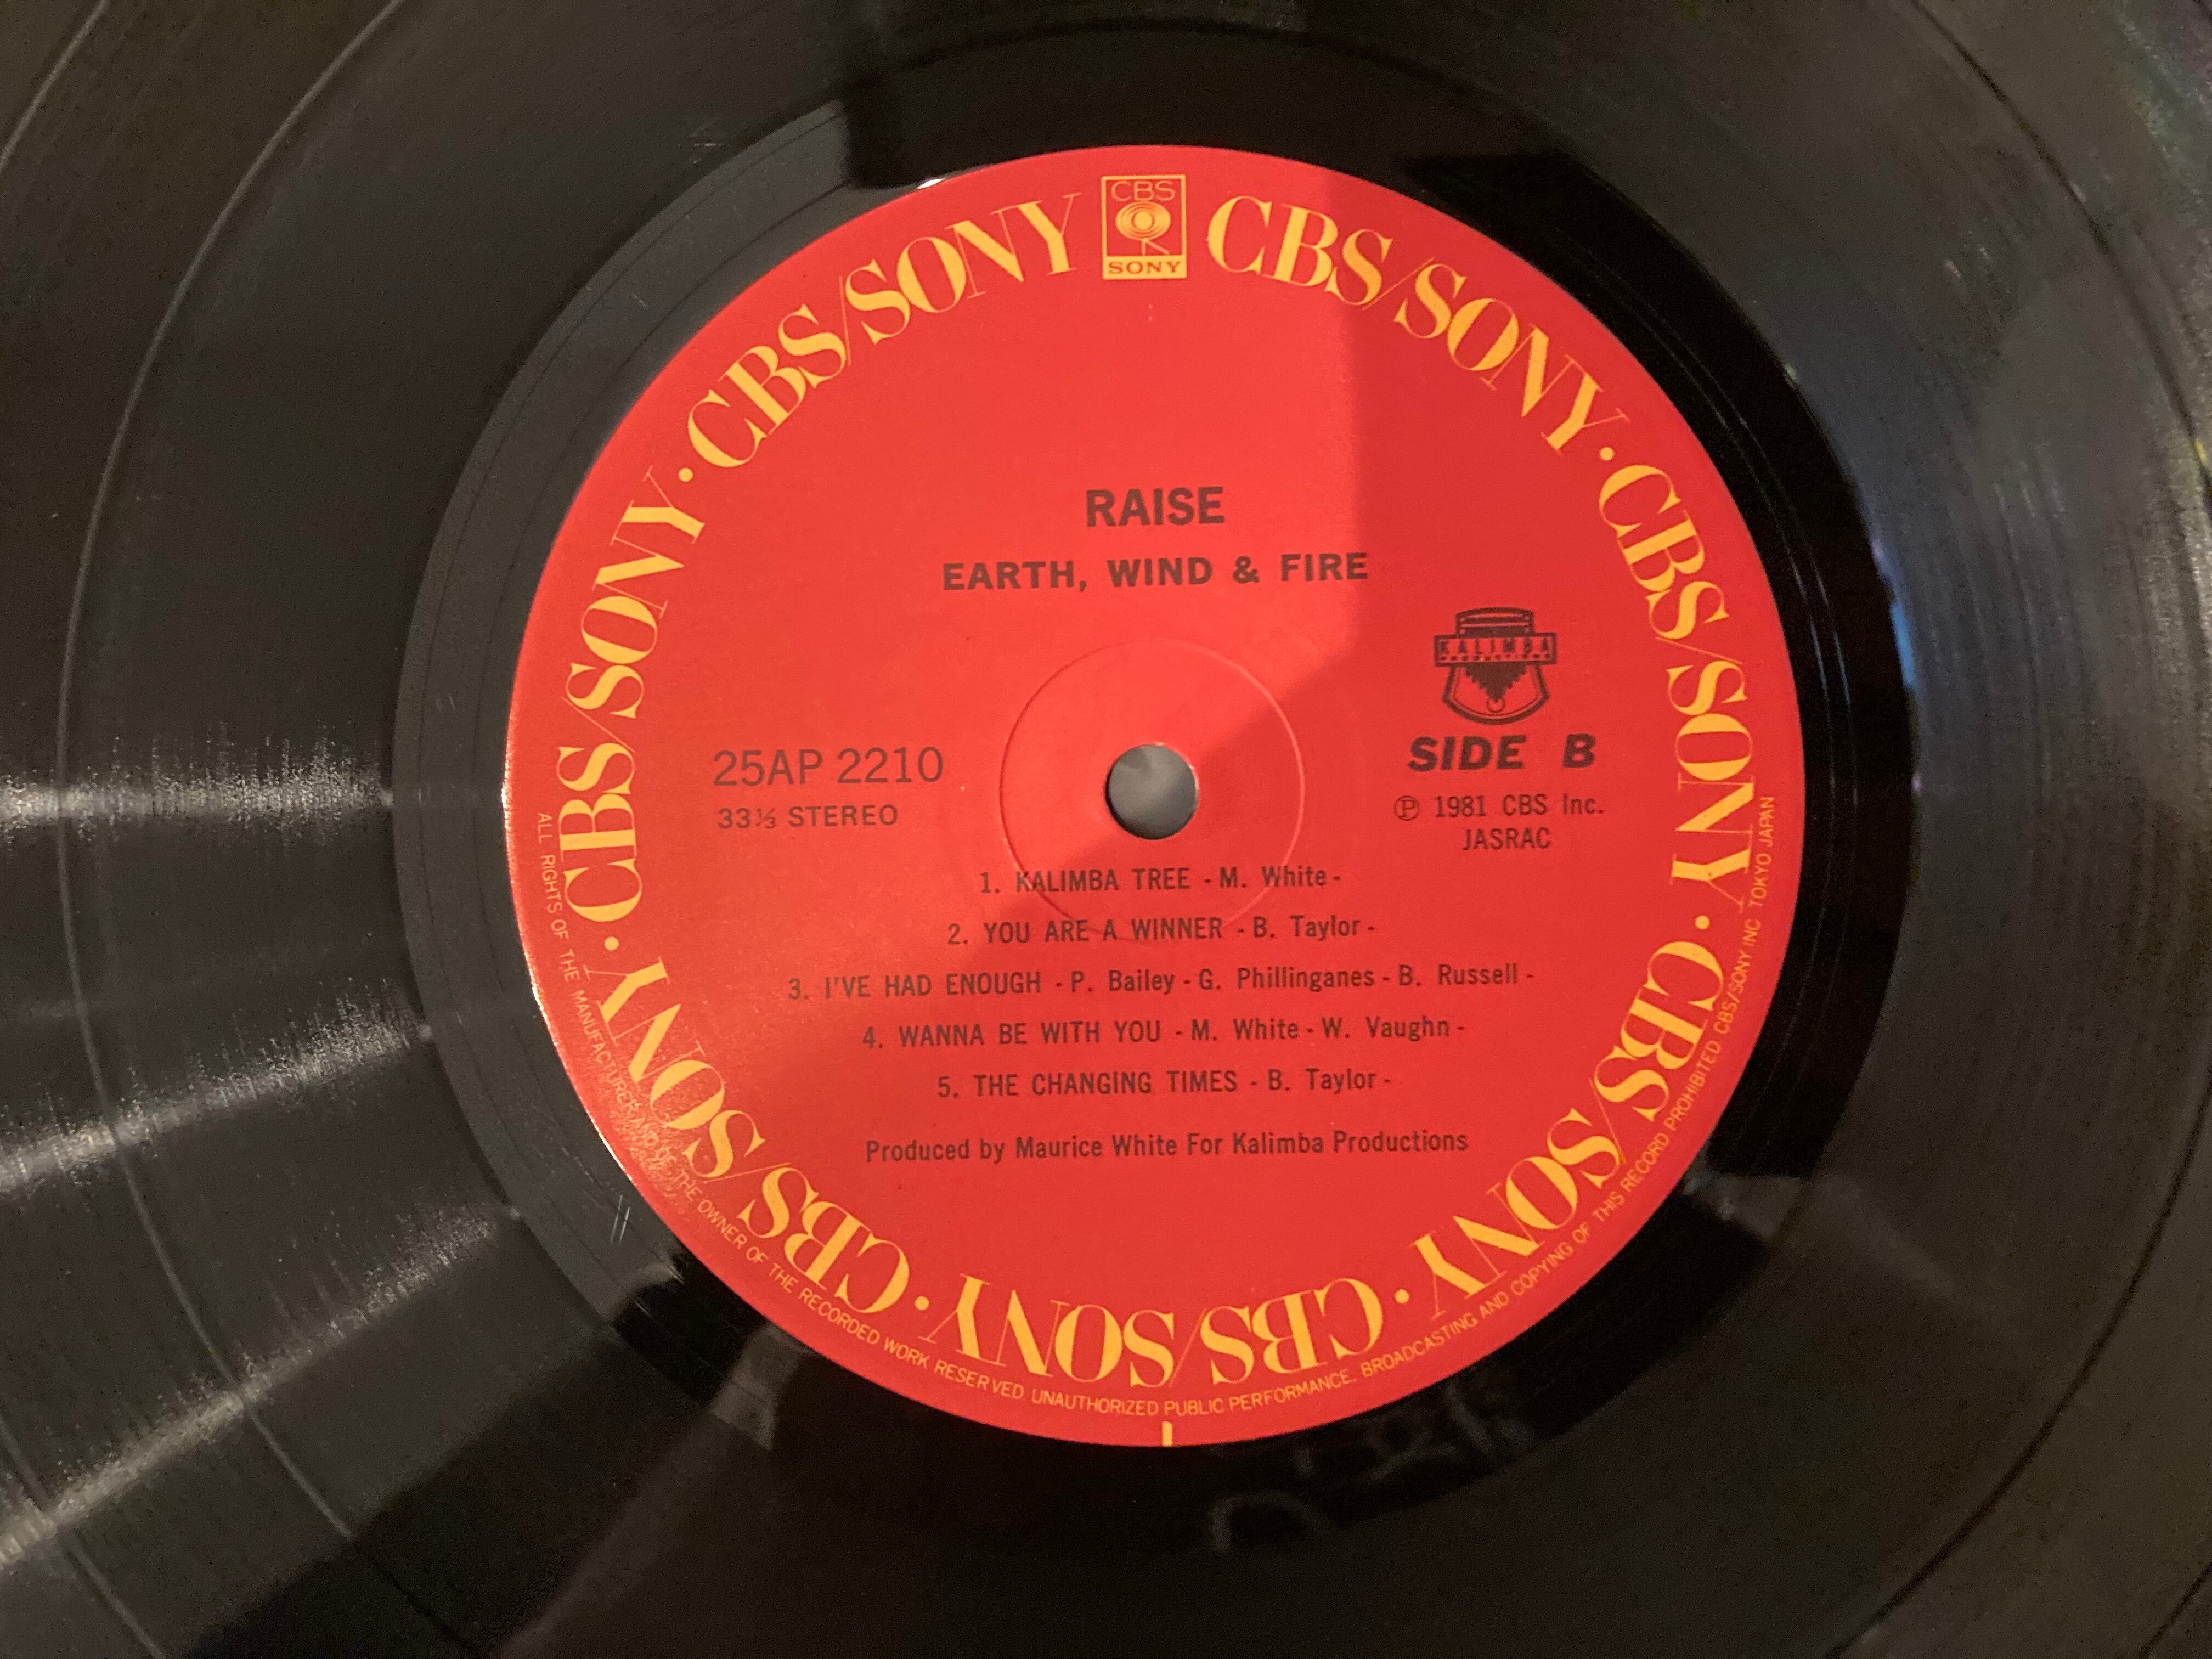 CBS
SONY
CBS/SONY · CBS/SONY · CBS/SONY · CBS/SONY · CBS/SONY · CBS/SONY · CBS/SONY
RAISE
EARTH, WIND & FIRE
KALIMBA
PRODUCTIONS
25AP 2210
33⅓ STEREO
SIDE B
℗ 1981 CBS Inc.
JASRAC
1. KALIMBA TREE - M. White -
2. YOU ARE A WINNER - B. Taylor -
3. I'VE HAD ENOUGH - P. Bailey - G. Phillinganes - B. Russell -
4. WANNA BE WITH YOU - M. White - W. Vaughn -
5. THE CHANGING TIMES - B. Taylor -
Produced by Maurice White For Kalimba Productions
ALL RIGHTS OF THE MANUFACTURER AND OF THE OWNER OF THE RECORDED WORK RESERVED. UNAUTHORIZED PUBLIC PERFORMANCE, BROADCASTING AND COPYING OF THIS RECORD PROHIBITED CBS/SONY INC TOKYO JAPAN